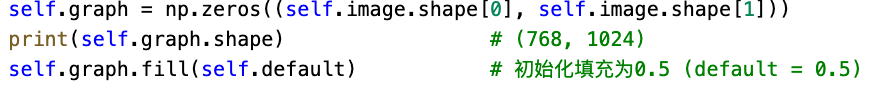 self.graph = np.zeros((self.image.shape[0], self.image.shape[1]))
print(self.graph.shape) # (768, 1024)
self.graph.fill(self.default) # 初始化填充为0.5 (default = 0.5)